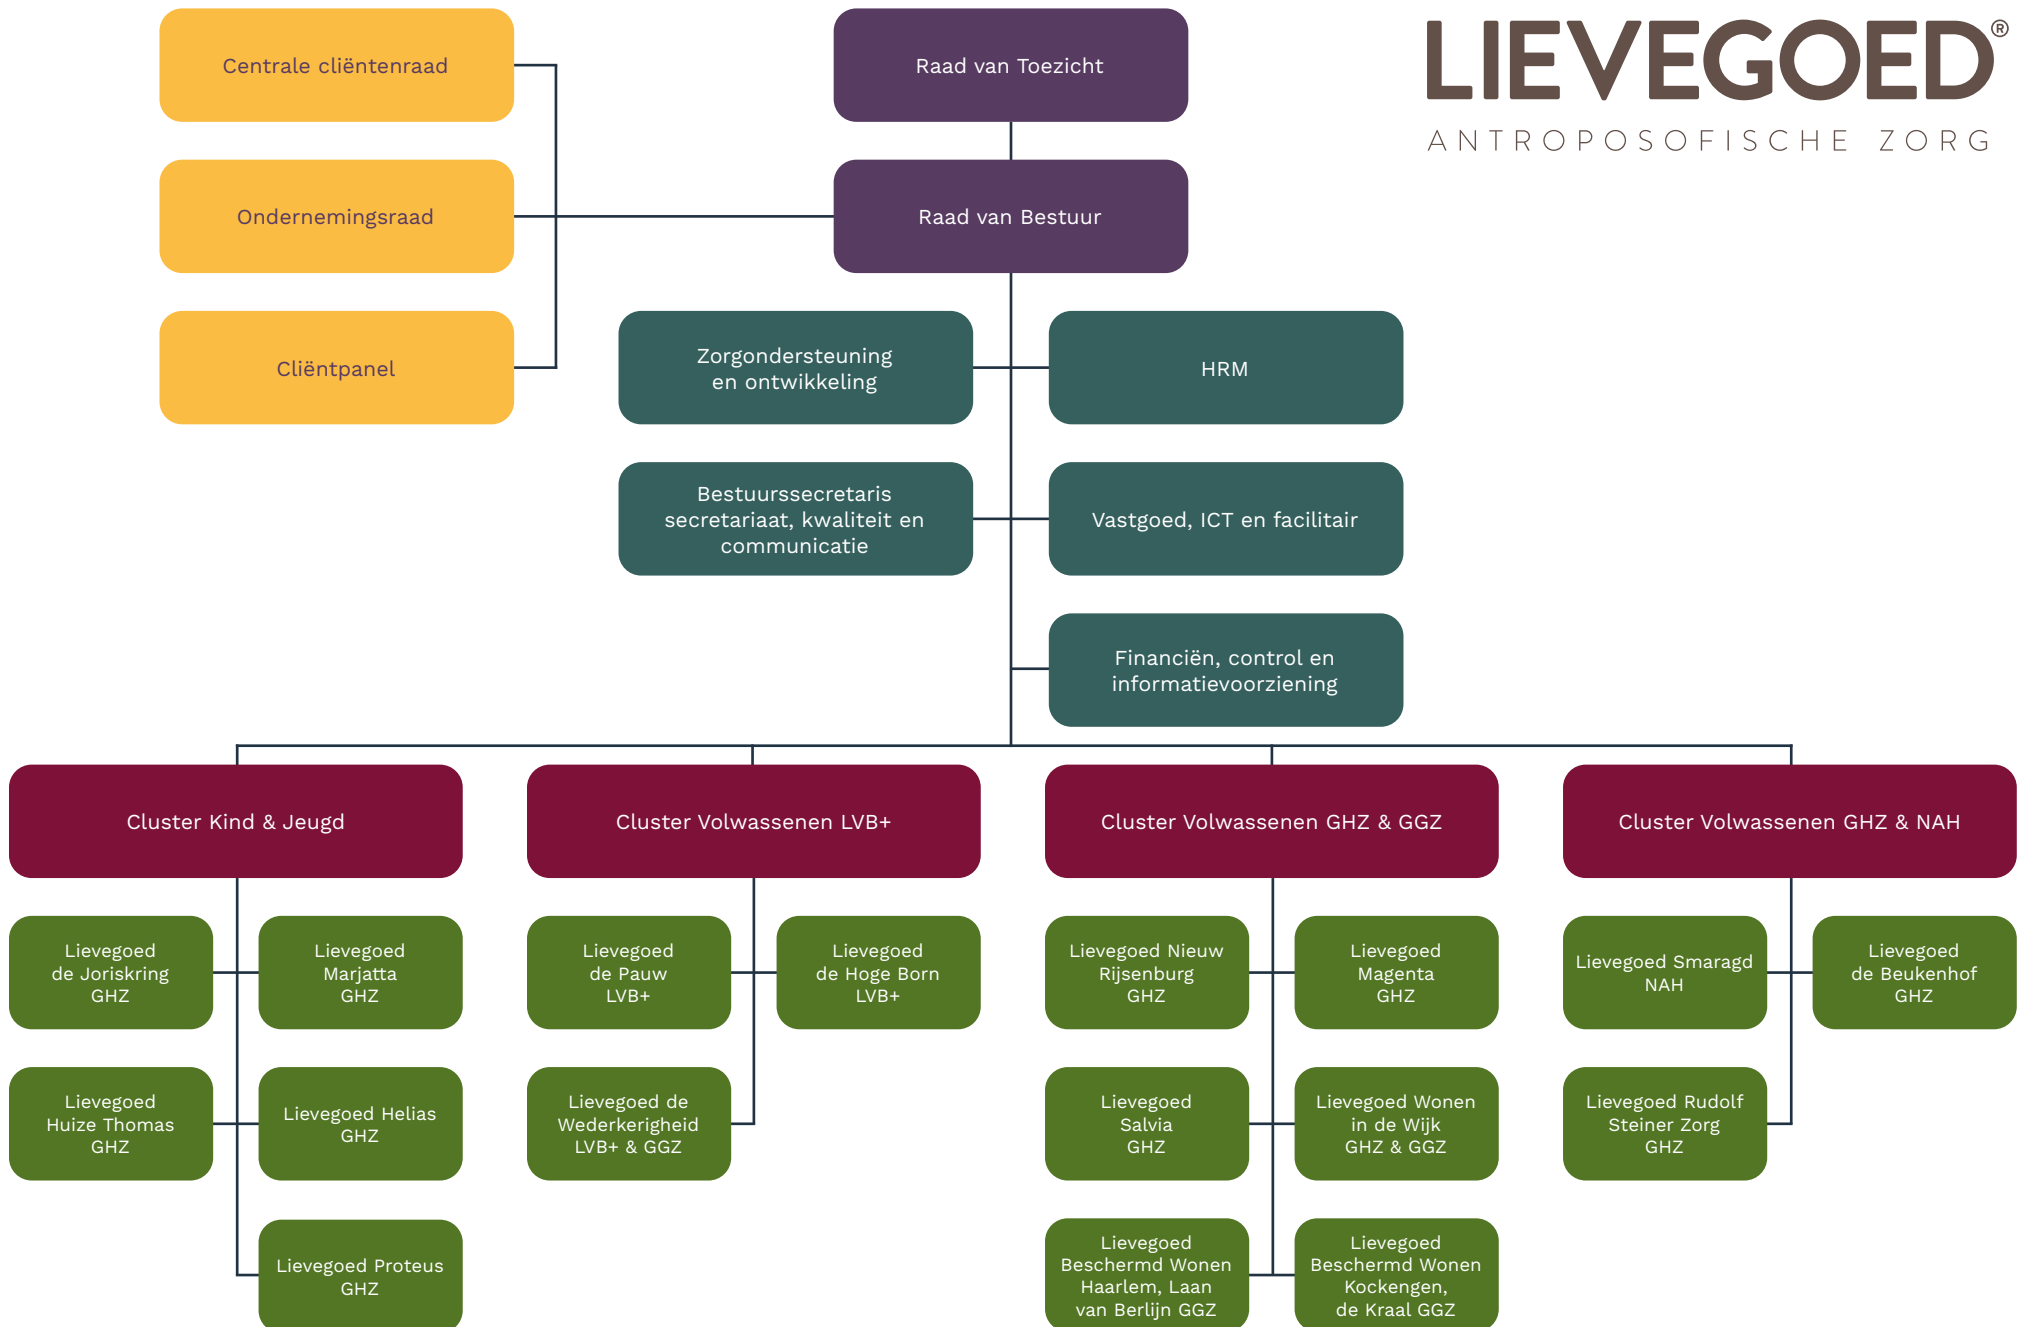 LIEVEGOED®
ANTROPOSOFISCHE ZORG
Centrale cliëntenraad
Raad van Toezicht
Ondernemingsraad
Raad van Bestuur
Cliëntpanel
Zorgondersteuning
en ontwikkeling
HRM
Bestuurssecretaris
secretariaat, kwaliteit en
communicatie
Vastgoed, ICT en facilitair
Financiën, control en
informatievoorziening
Cluster Kind & Jeugd
Cluster Volwassenen LVB+
Cluster Volwassenen GHZ & GGZ
Cluster Volwassenen GHZ & NAH
Lievegoed
de Joriskring
GHZ
Lievegoed
Marjatta
GHZ
Lievegoed
Huize Thomas
GHZ
Lievegoed Helias
GHZ
Lievegoed Proteus
GHZ
Lievegoed
de Pauw
LVB+
Lievegoed
de Hoge Born
LVB+
Lievegoed de
Wederkerigheid
LVB+ & GGZ
Lievegoed Nieuw
Rijsenburg
GHZ
Lievegoed
Magenta
GHZ
Lievegoed
Salvia
GHZ
Lievegoed Wonen
in de Wijk
GHZ & GGZ
Lievegoed
Beschermd Wonen
Haarlem, Laan
van Berlijn GGZ
Lievegoed
Beschermd Wonen
Kockengen,
de Kraal GGZ
Lievegoed Smaragd
NAH
Lievegoed
de Beukenhof
GHZ
Lievegoed Rudolf
Steiner Zorg
GHZ